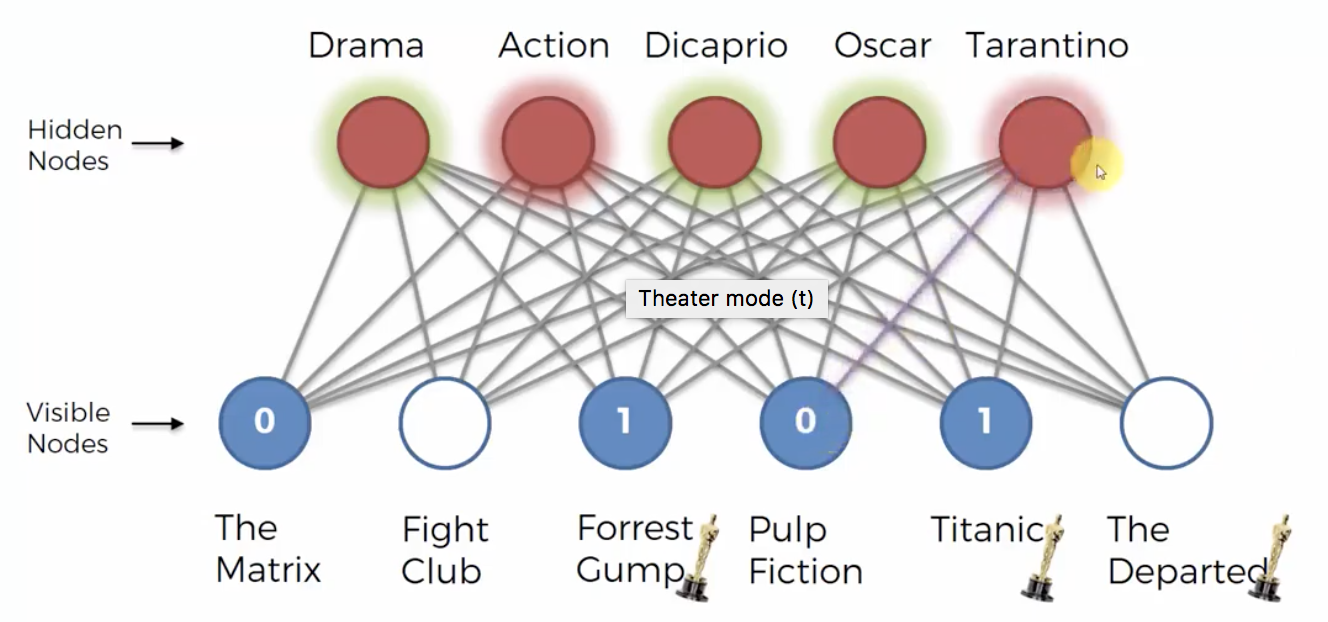 Drama Action Dicaprio Oscar Tarantino
Hidden
Nodes
Theater mode (t)
Visible
Nodes
0 1 0 1
The Matrix
Fight Club
Forrest Gump
Pulp Fiction
Titanic
The Departed